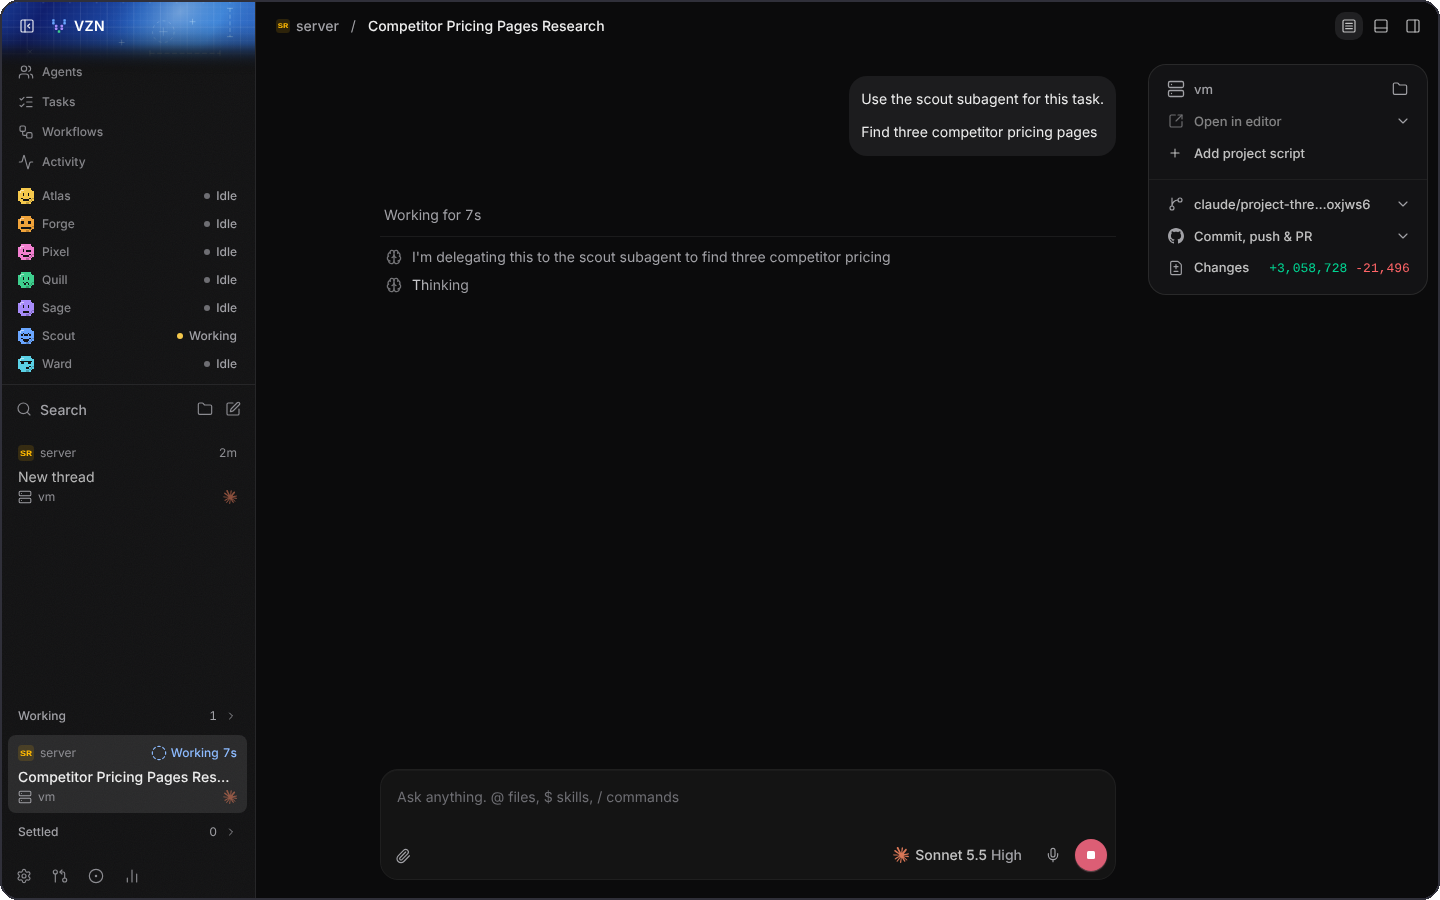 VZN
Agents
Tasks
Workflows
Activity
Atlas Idle
Forge Idle
Pixel Idle
Quill Idle
Sage Idle
Scout Working
Ward Idle
Search
SR server 2m
New thread
vm
Working 1
SR server Working 7s
Competitor Pricing Pages Res...
vm
Settled 0
SR server / Competitor Pricing Pages Research
Use the scout subagent for this task.
Find three competitor pricing pages
Working for 7s
I'm delegating this to the scout subagent to find three competitor pricing
Thinking
Ask anything. @ files, $ skills, / commands
Sonnet 5.5 High
vm
Open in editor
Add project script
claude/project-thre...oxjws6
Commit, push & PR
Changes +3,058,728 -21,496